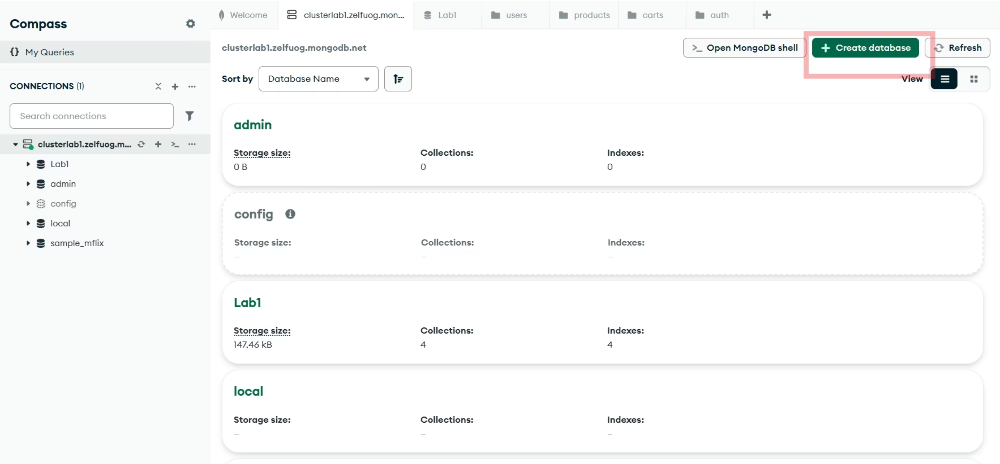 Compass
{} My Queries
CONNECTIONS (1)
Search connections
clusterlab1.zelfuog.m...
Lab1
admin
config
local
sample_mflix
Welcome
clusterlab1.zelfuog.mon...
Lab1
users
products
carts
auth
clusterlab1.zelfuog.mongodb.net
>_ Open MongoDB shell
+ Create database
Refresh
Sort by
Database Name
View
admin
Storage size: Collections: Indexes:
0 B 0 0
config
Storage size: Collections: Indexes:
– – –
Lab1
Storage size: Collections: Indexes:
147.46 kB 4 4
local
Storage size: Collections: Indexes:
– – –